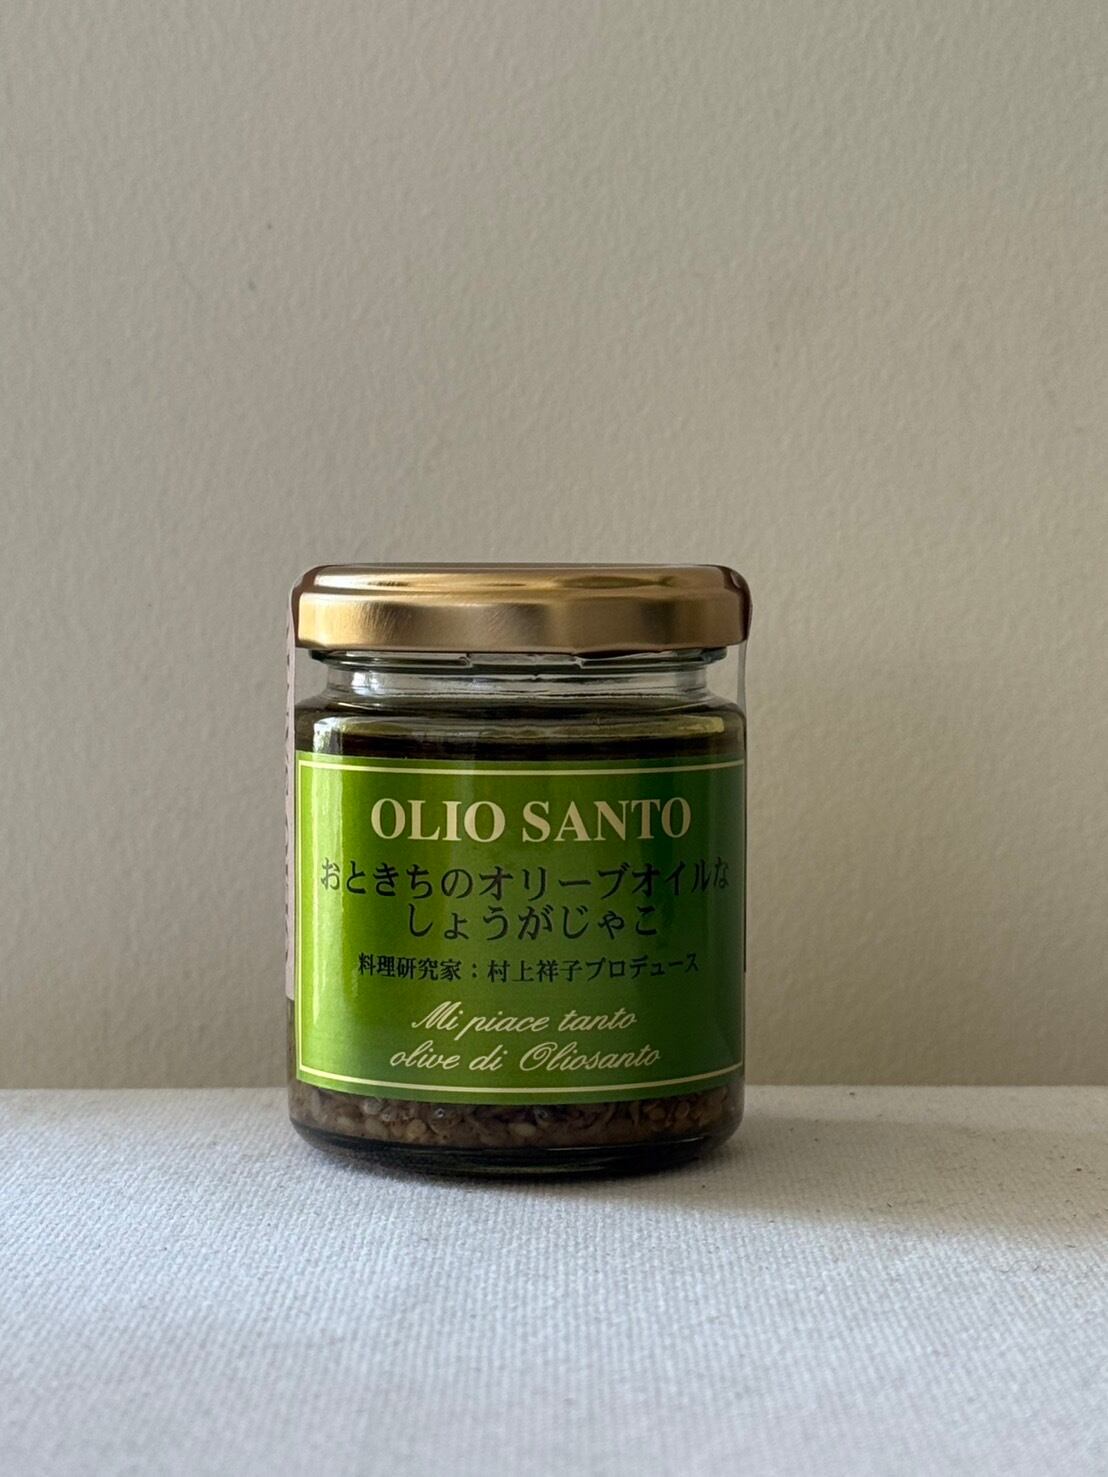 OLIO SANTO
おときちのオリーブオイルな
しょうがじゃこ
料理研究家：村上祥子プロデュース
Mi piace tanto
olive di Oliosanto